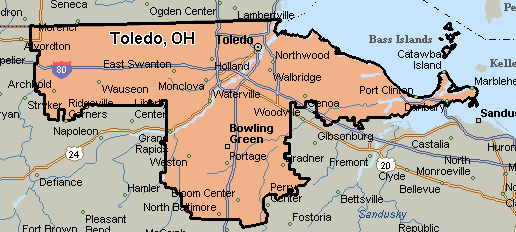 Seneca
Ogden Center
Lambertville
Morenci
Alvordton
Toledo, OH
Toledo
Bass Islands
Catawba
Island
Kelle
pelier
80
East Swanton
Holland
Northwood
Walbridge
Archbold
Wauseon
Monclova
Waterville
Port Clinton
Marblehe
Stryker
Ridgeville
Corners
Center
Woodville
Genoa
Danbury
Sandus
Napoleon
Grand
Rapids
Bowling
Green
Gibsonburg
Castalia
Huron
24
Weston
Portage
Gradner
Fremont
20
Clyde
North
Monroeville
Defiance
Hamler
Bloom Center
Perry
Center
Bettsville
Bellevue
North Baltimore
Fostoria
Sandusky
Fort Brown
Pleasant
Bend
Republic